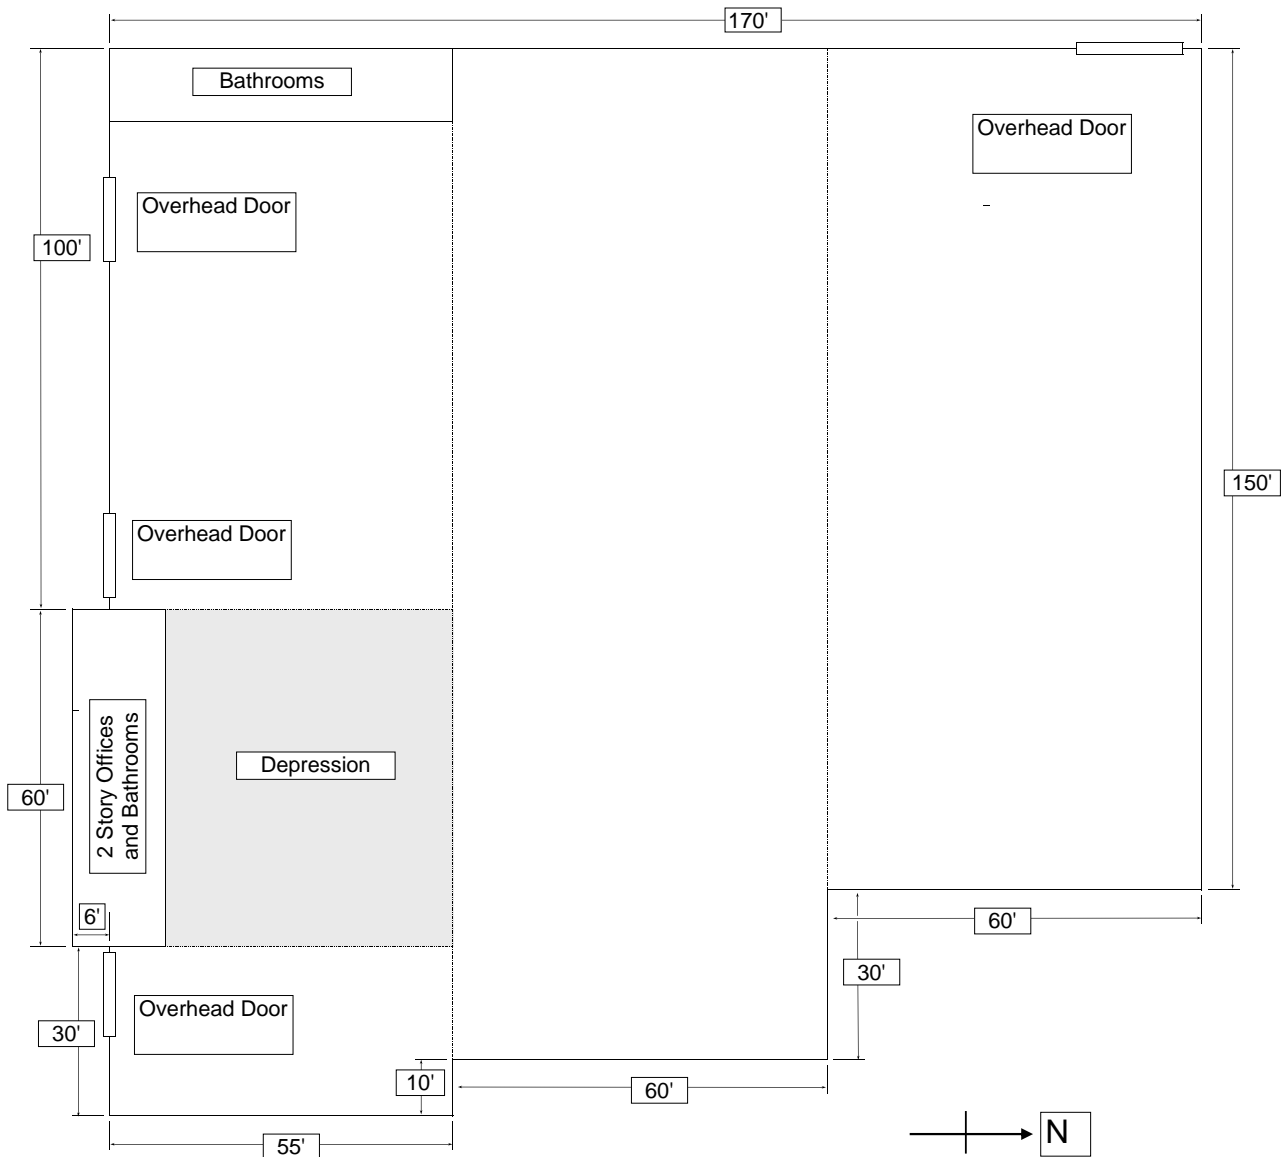 170'
Bathrooms
Overhead Door
Overhead Door
100'
150'
Overhead Door
2 Story Offices
and Bathrooms
Depression
60'
6'
60'
30'
Overhead Door
30'
10'
60'
N
55'